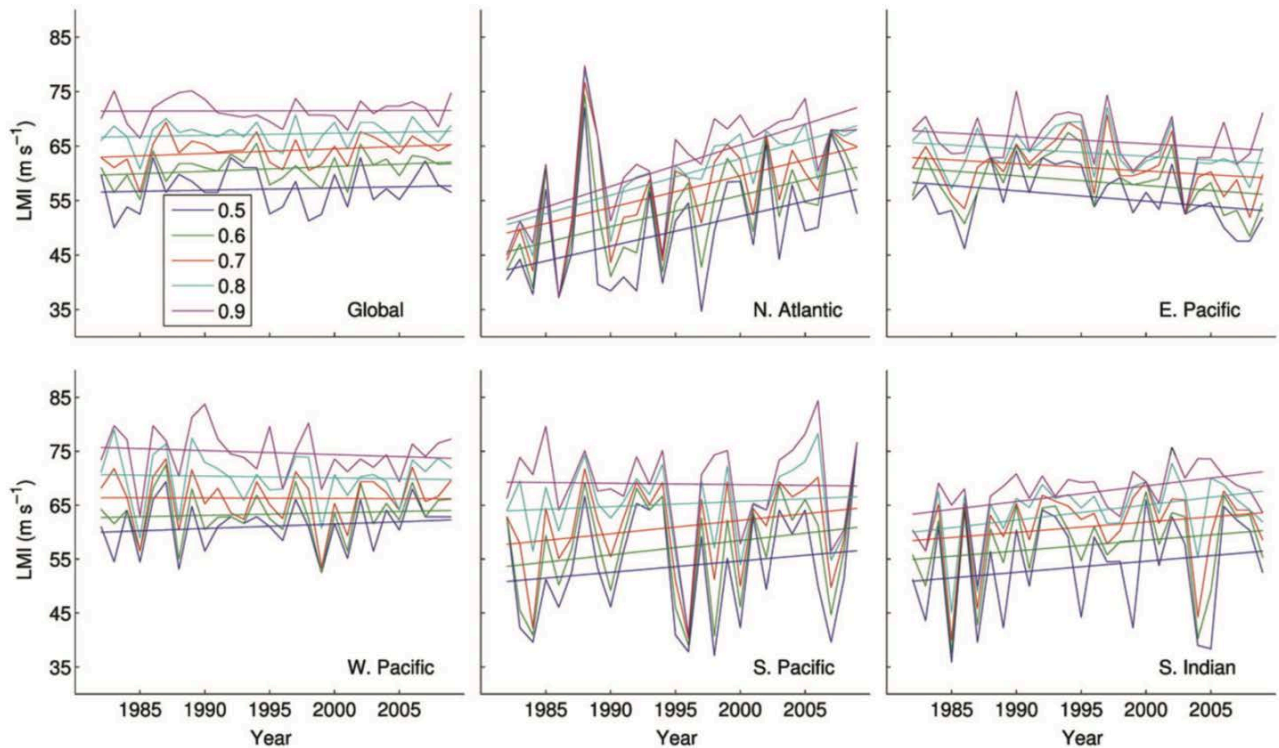 85
75
65
55
45
35
LMI (m s⁻¹)
0.5
0.6
0.7
0.8
0.9
Global
N. Atlantic
E. Pacific
85
75
65
55
45
35
LMI (m s⁻¹)
W. Pacific
S. Pacific
S. Indian
1985 1990 1995 2000 2005
1985 1990 1995 2000 2005
1985 1990 1995 2000 2005
Year
Year
Year